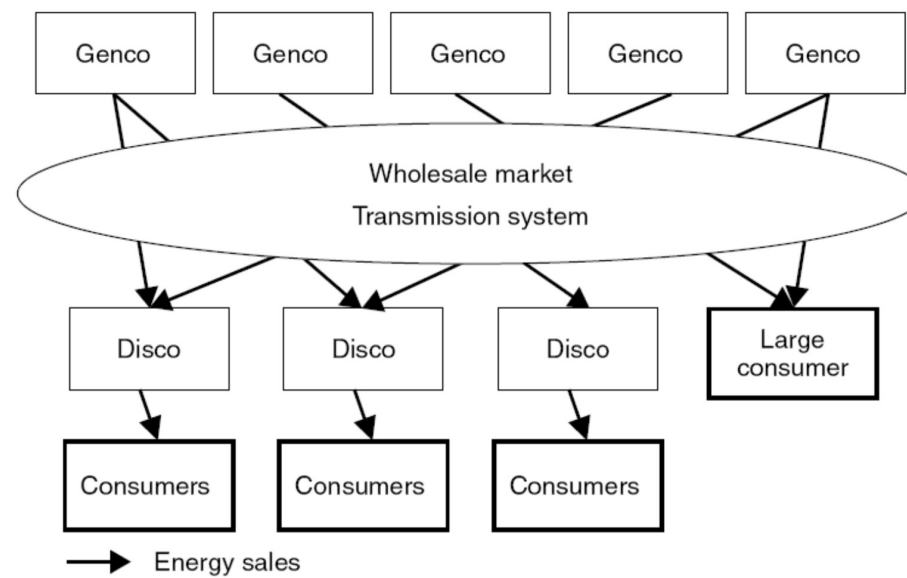 Genco
Genco
Genco
Genco
Genco
Wholesale market
Transmission system
Disco
Disco
Disco
Large
consumer
Consumers
Consumers
Consumers
Energy sales